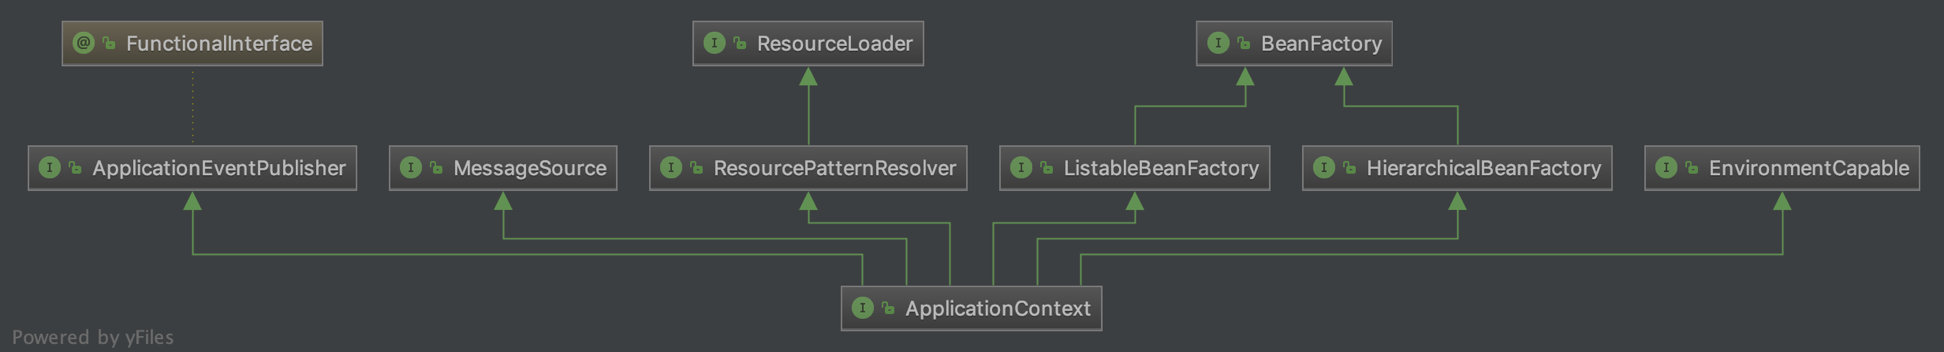 @ FunctionalInterface
I ResourceLoader
I BeanFactory
I ApplicationEventPublisher
I MessageSource
I ResourcePatternResolver
I ListableBeanFactory
I HierarchicalBeanFactory
I EnvironmentCapable
I ApplicationContext
Powered by yFiles